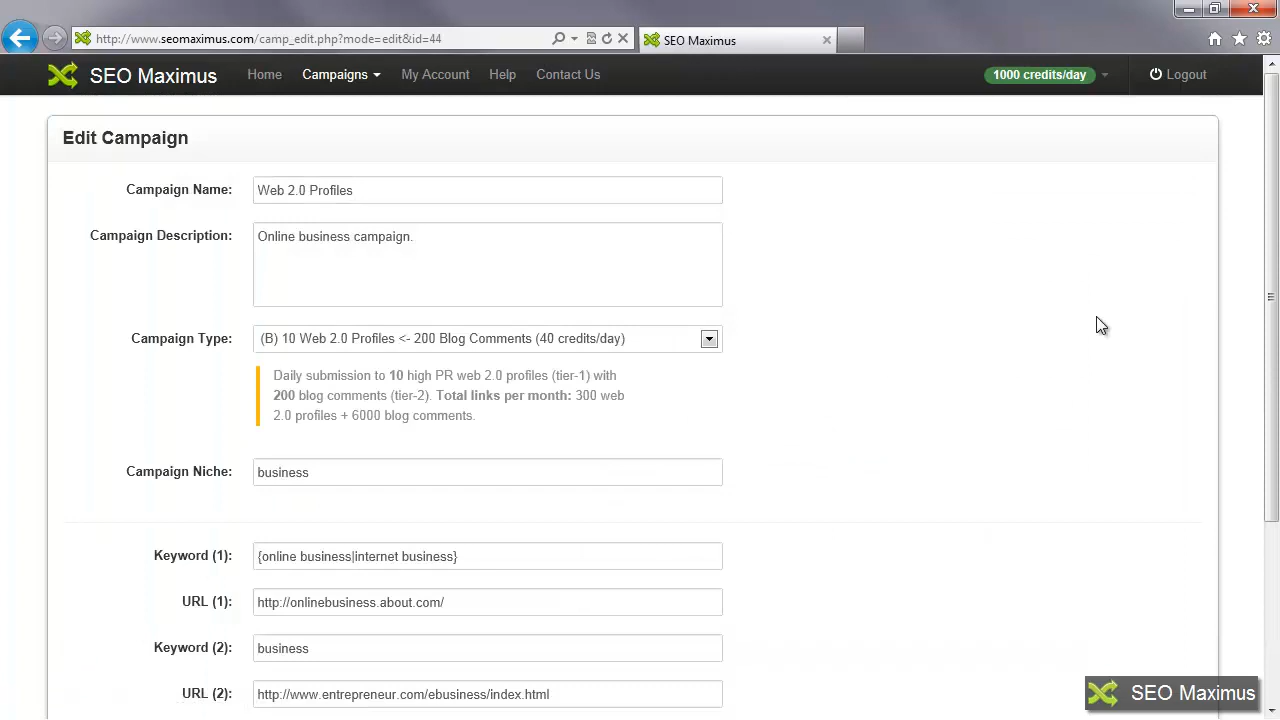 http://www.seomaximus.com/camp_edit.php?mode=edit&id=44
SEO Maximus
SEO Maximus
Home
Campaigns
My Account
Help
Contact Us
1000 credits/day
Logout
Edit Campaign
Campaign Name:
Web 2.0 Profiles
Campaign Description:
Online business campaign.
Campaign Type:
(B) 10 Web 2.0 Profiles <- 200 Blog Comments (40 credits/day)
Daily submission to 10 high PR web 2.0 profiles (tier-1) with
200 blog comments (tier-2). Total links per month: 300 web
2.0 profiles + 6000 blog comments.
Campaign Niche:
business
Keyword (1):
{online business|internet business}
URL (1):
http://onlinebusiness.about.com/
Keyword (2):
business
URL (2):
http://www.entrepreneur.com/ebusiness/index.html
SEO Maximus